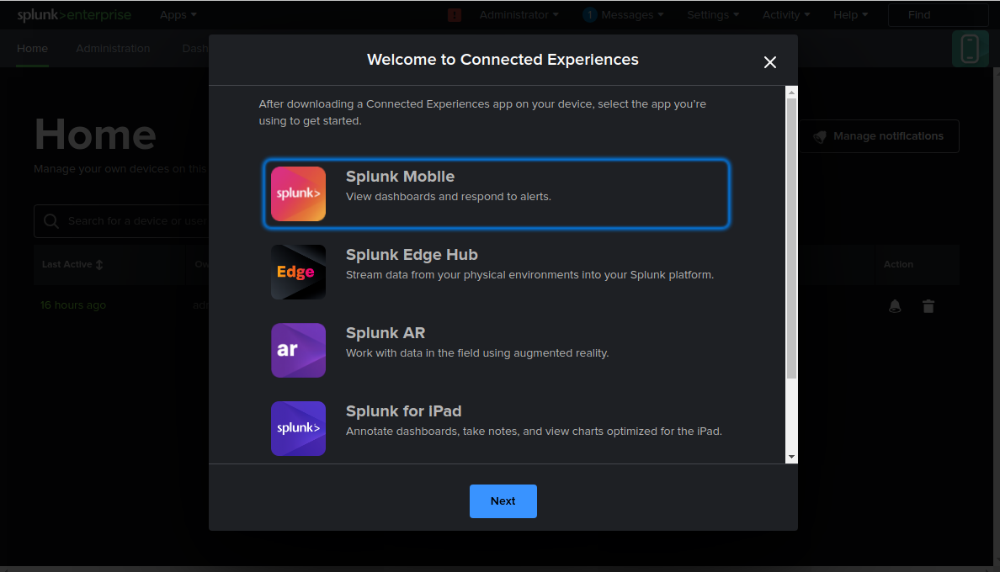 splunk>enterprise Apps ! Administrator 1 Messages Settings Activity Help Find
Home Administration Dash
Welcome to Connected Experiences
After downloading a Connected Experiences app on your device, select the app you're
using to get started.
Home
Manage notifications
Manage your own devices on this
splunk>
Splunk Mobile
View dashboards and respond to alerts.
Search for a device or user
Edge
Splunk Edge Hub
Stream data from your physical environments into your Splunk platform.
Last Active Ow Action
16 hours ago adm
ar
Splunk AR
Work with data in the field using augmented reality.
splunk>
Splunk for iPad
Annotate dashboards, take notes, and view charts optimized for the iPad.
Next